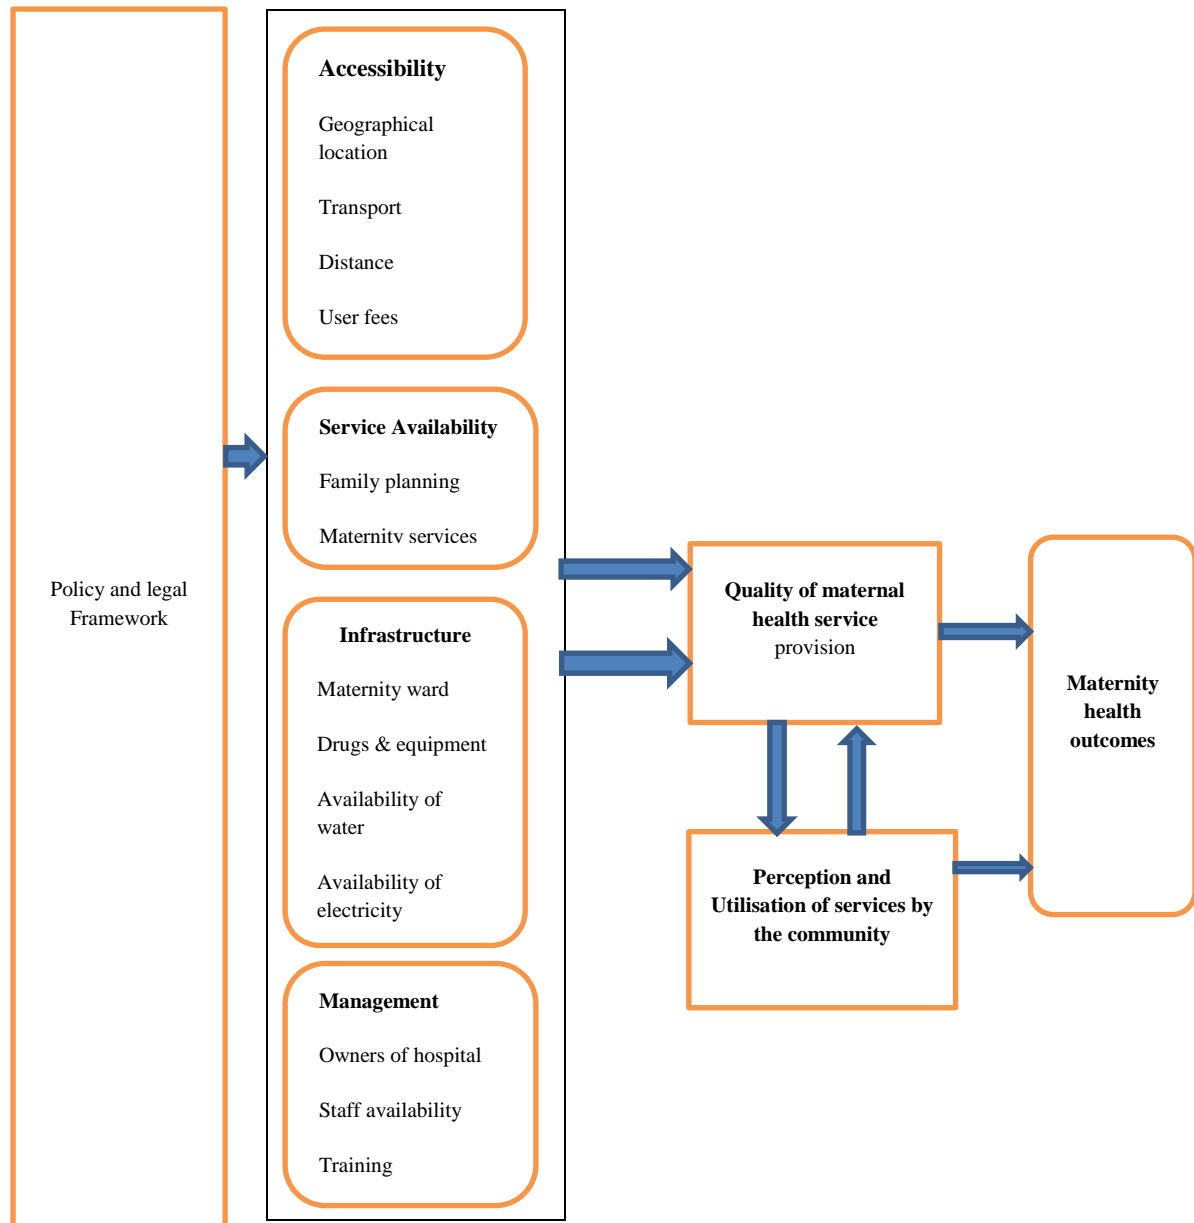 Accessibility
Geographical
location
Transport
Distance
User fees
Service Availability
Family planning
Maternity services
Policy and legal
Framework
Infrastructure
Maternity ward
Drugs & equipment
Availability of
water
Availability of
electricity
Management
Owners of hospital
Staff availability
Training
Quality of maternal
health service
provision
Perception and
Utilisation of services by
the community
Maternity
health
outcomes